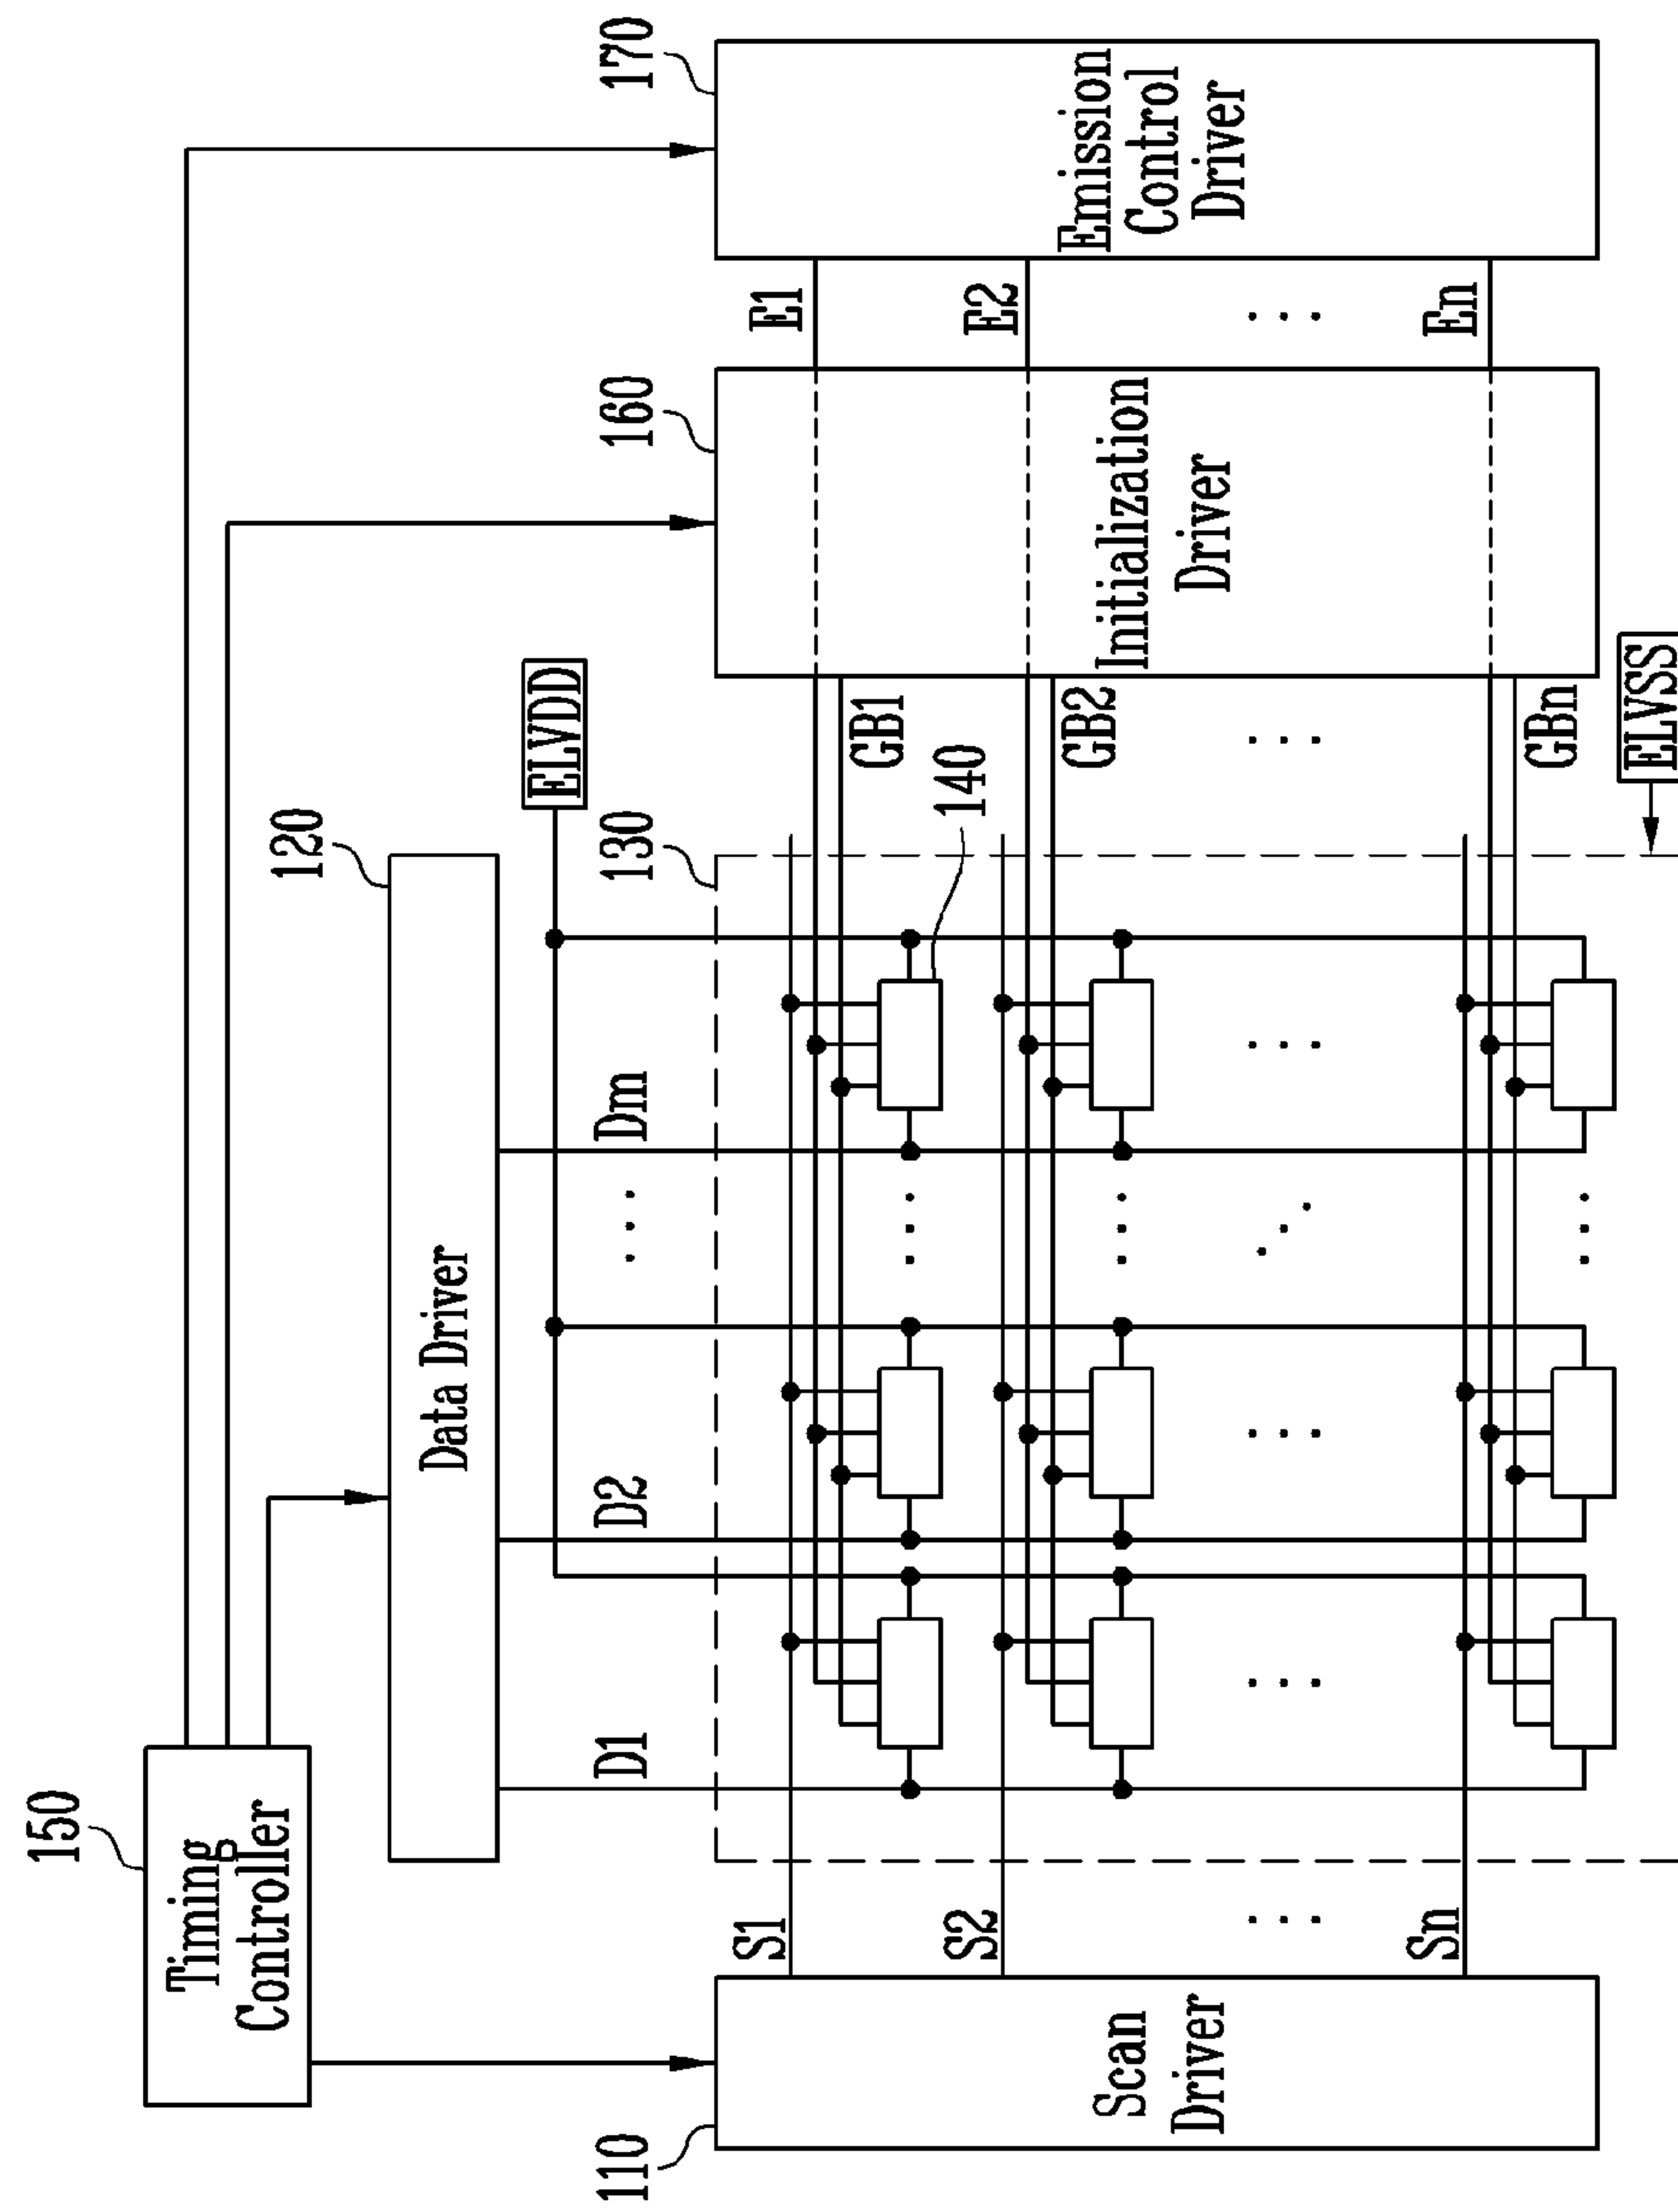 150
Timing
Controller
120
Data Driver
ELVDD
110
Scan
Driver
S1
S2
Sn
D1
D2
Dm
130
140
GB1
GB2
GBn
160
Initialization
Driver
E1
E2
En
170
Emission
Control
Driver
ELVSS